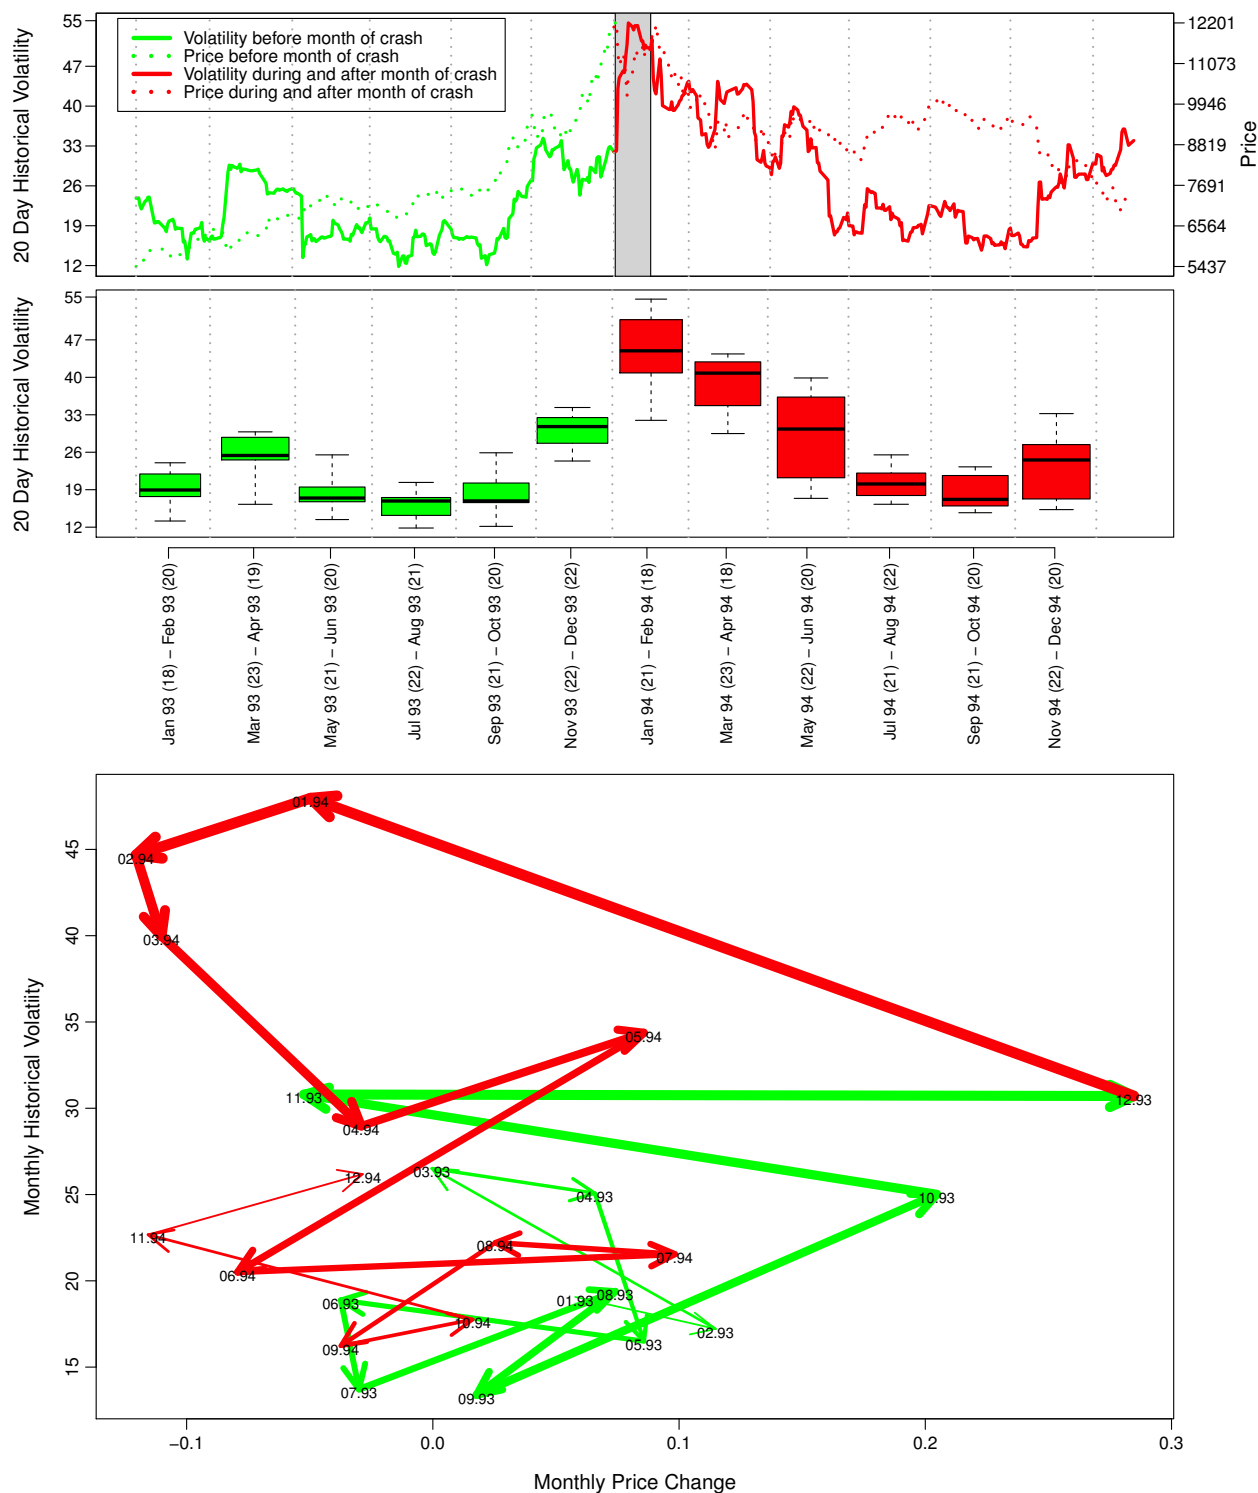 20 Day Historical Volatility
55
47
40
33
26
19
12
Volatility before month of crash
Price before month of crash
Volatility during and after month of crash
Price during and after month of crash
12201
11073
9946
8819
7691
6564
5437
Price
20 Day Historical Volatility
55
47
40
33
26
19
12
Jan 93 (18) – Feb 93 (20)
Mar 93 (23) – Apr 93 (19)
May 93 (21) – Jun 93 (20)
Jul 93 (22) – Aug 93 (21)
Sep 93 (21) – Oct 93 (20)
Nov 93 (22) – Dec 93 (22)
Jan 94 (21) – Feb 94 (18)
Mar 94 (23) – Apr 94 (18)
May 94 (22) – Jun 94 (20)
Jul 94 (21) – Aug 94 (22)
Sep 94 (21) – Oct 94 (20)
Nov 94 (22) – Dec 94 (20)
Monthly Historical Volatiity
45
40
35
30
25
20
15
01.94
02.94
03.94
05.94
11.93
12.93
04.94
03.93
12.94
04.93
10.93
11.94
08.94
07.94
06.94
06.93
01.93
08.93
10.94
02.93
09.94
05.93
07.93
09.93
−0.1
0.0
0.1
0.2
0.3
Monthly Price Change